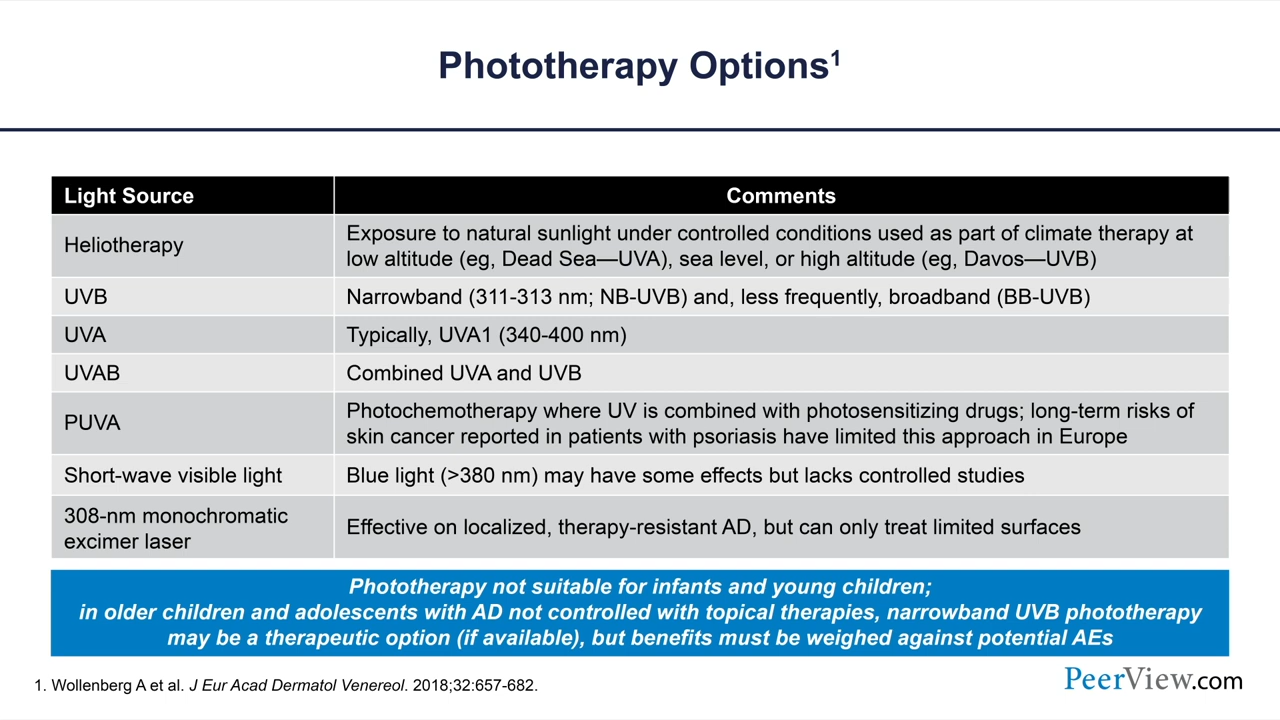 Phototherapy Options¹
Light Source
Comments
Heliotherapy
Exposure to natural sunlight under controlled conditions used as part of climate therapy at
low altitude (eg, Dead Sea—UVA), sea level, or high altitude (eg, Davos—UVB)
UVB
Narrowband (311-313 nm; NB-UVB) and, less frequently, broadband (BB-UVB)
UVA
Typically, UVA1 (340-400 nm)
UVAB
Combined UVA and UVB
PUVA
Photochemotherapy where UV is combined with photosensitizing drugs; long-term risks of
skin cancer reported in patients with psoriasis have limited this approach in Europe
Short-wave visible light
Blue light (>380 nm) may have some effects but lacks controlled studies
308-nm monochromatic
excimer laser
Effective on localized, therapy-resistant AD, but can only treat limited surfaces
Phototherapy not suitable for infants and young children;
in older children and adolescents with AD not controlled with topical therapies, narrowband UVB phototherapy
may be a therapeutic option (if available), but benefits must be weighed against potential AEs
1. Wollenberg A et al. J Eur Acad Dermatol Venereol. 2018;32:657-682.
PeerView.com